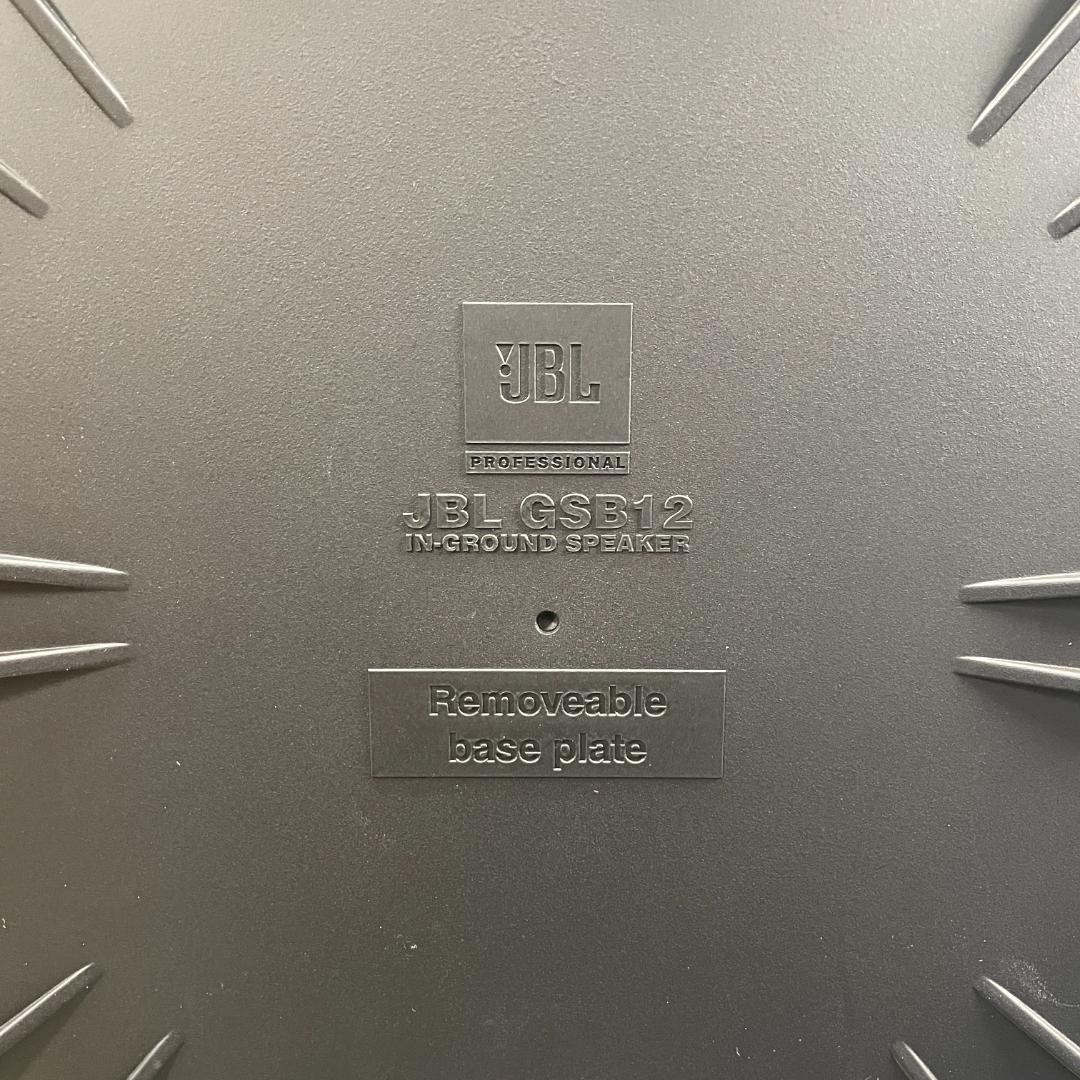 JBL
PROFESSIONAL
JBL GSB12
IN-GROUND SPEAKER
Removeable
base plate